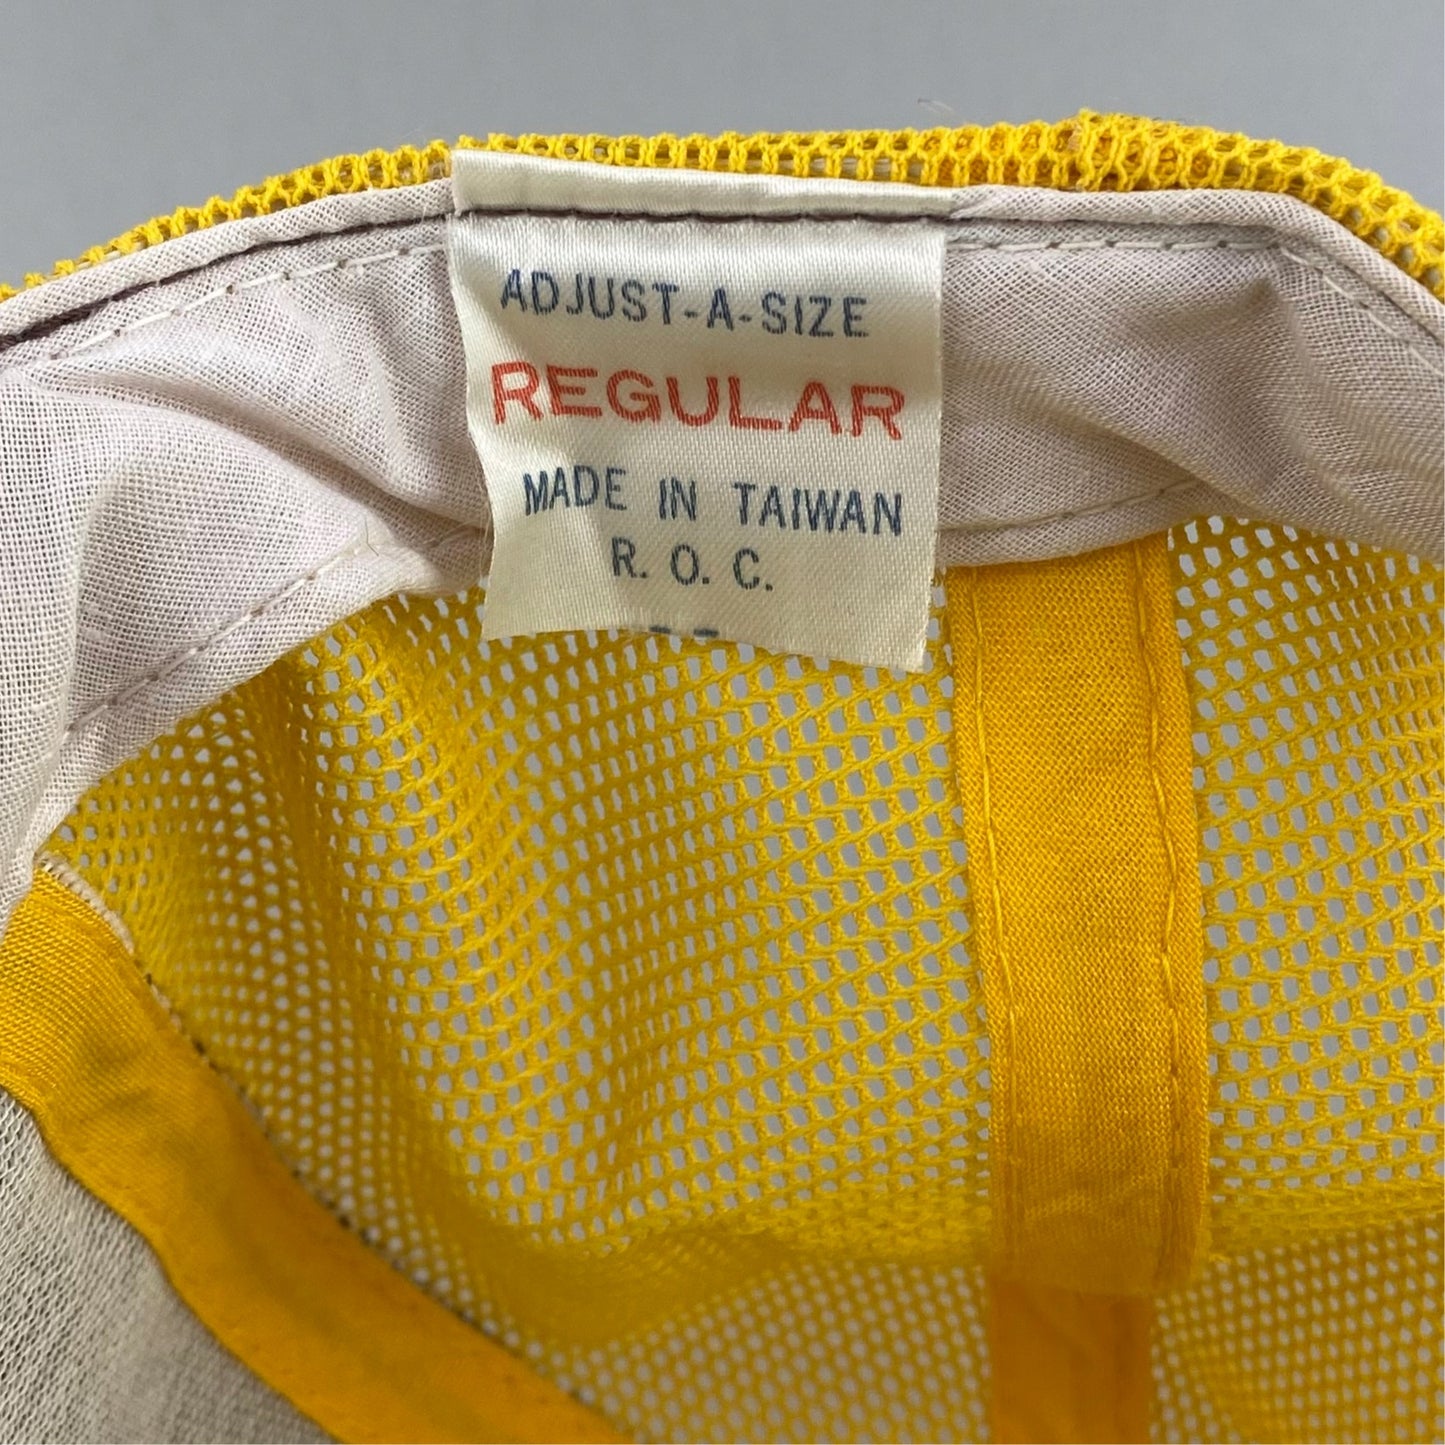 ADJUST-A-SIZE
REGULAR
MADE IN TAIWAN
R. O. C.